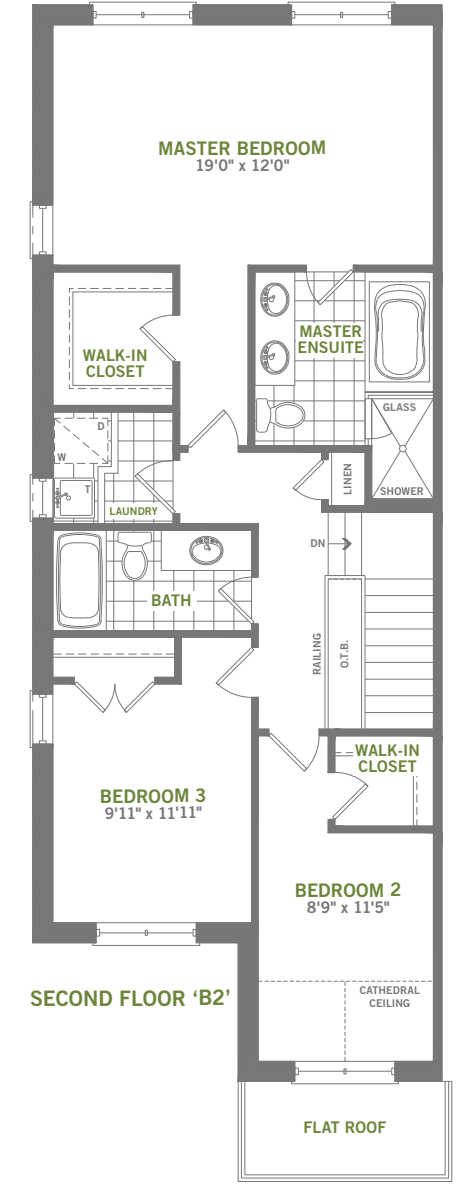 MASTER BEDROOM
19'0" x 12'0"
MASTER
ENSUITE
WALK-IN
CLOSET
GLASS
SHOWER
D
W
T
LAUNDRY
LINEN
DN
BATH
RAILING
O.T.B.
WALK-IN
CLOSET
BEDROOM 3
9'11" x 11'11"
BEDROOM 2
8'9" x 11'5"
CATHEDRAL
CEILING
SECOND FLOOR ‘B2’
FLAT ROOF